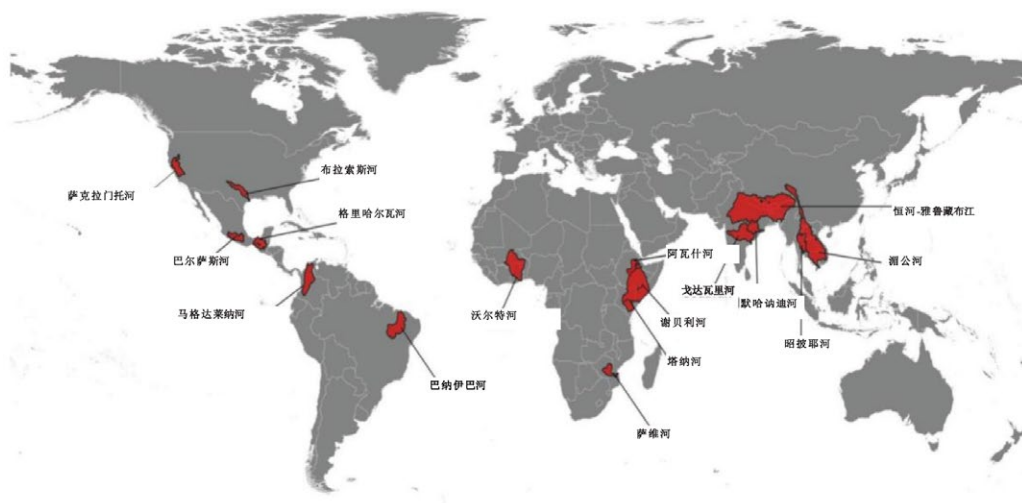 布拉索斯河
萨克拉门托河
格里哈尔瓦河
恒河-雅鲁藏布江
巴尔萨斯河
阿瓦什河
湄公河
戈达瓦里河
默哈讷迪河
马格达莱纳河
沃尔特河
谢贝利河
昭披耶河
塔纳河
巴纳伊巴河
萨维河